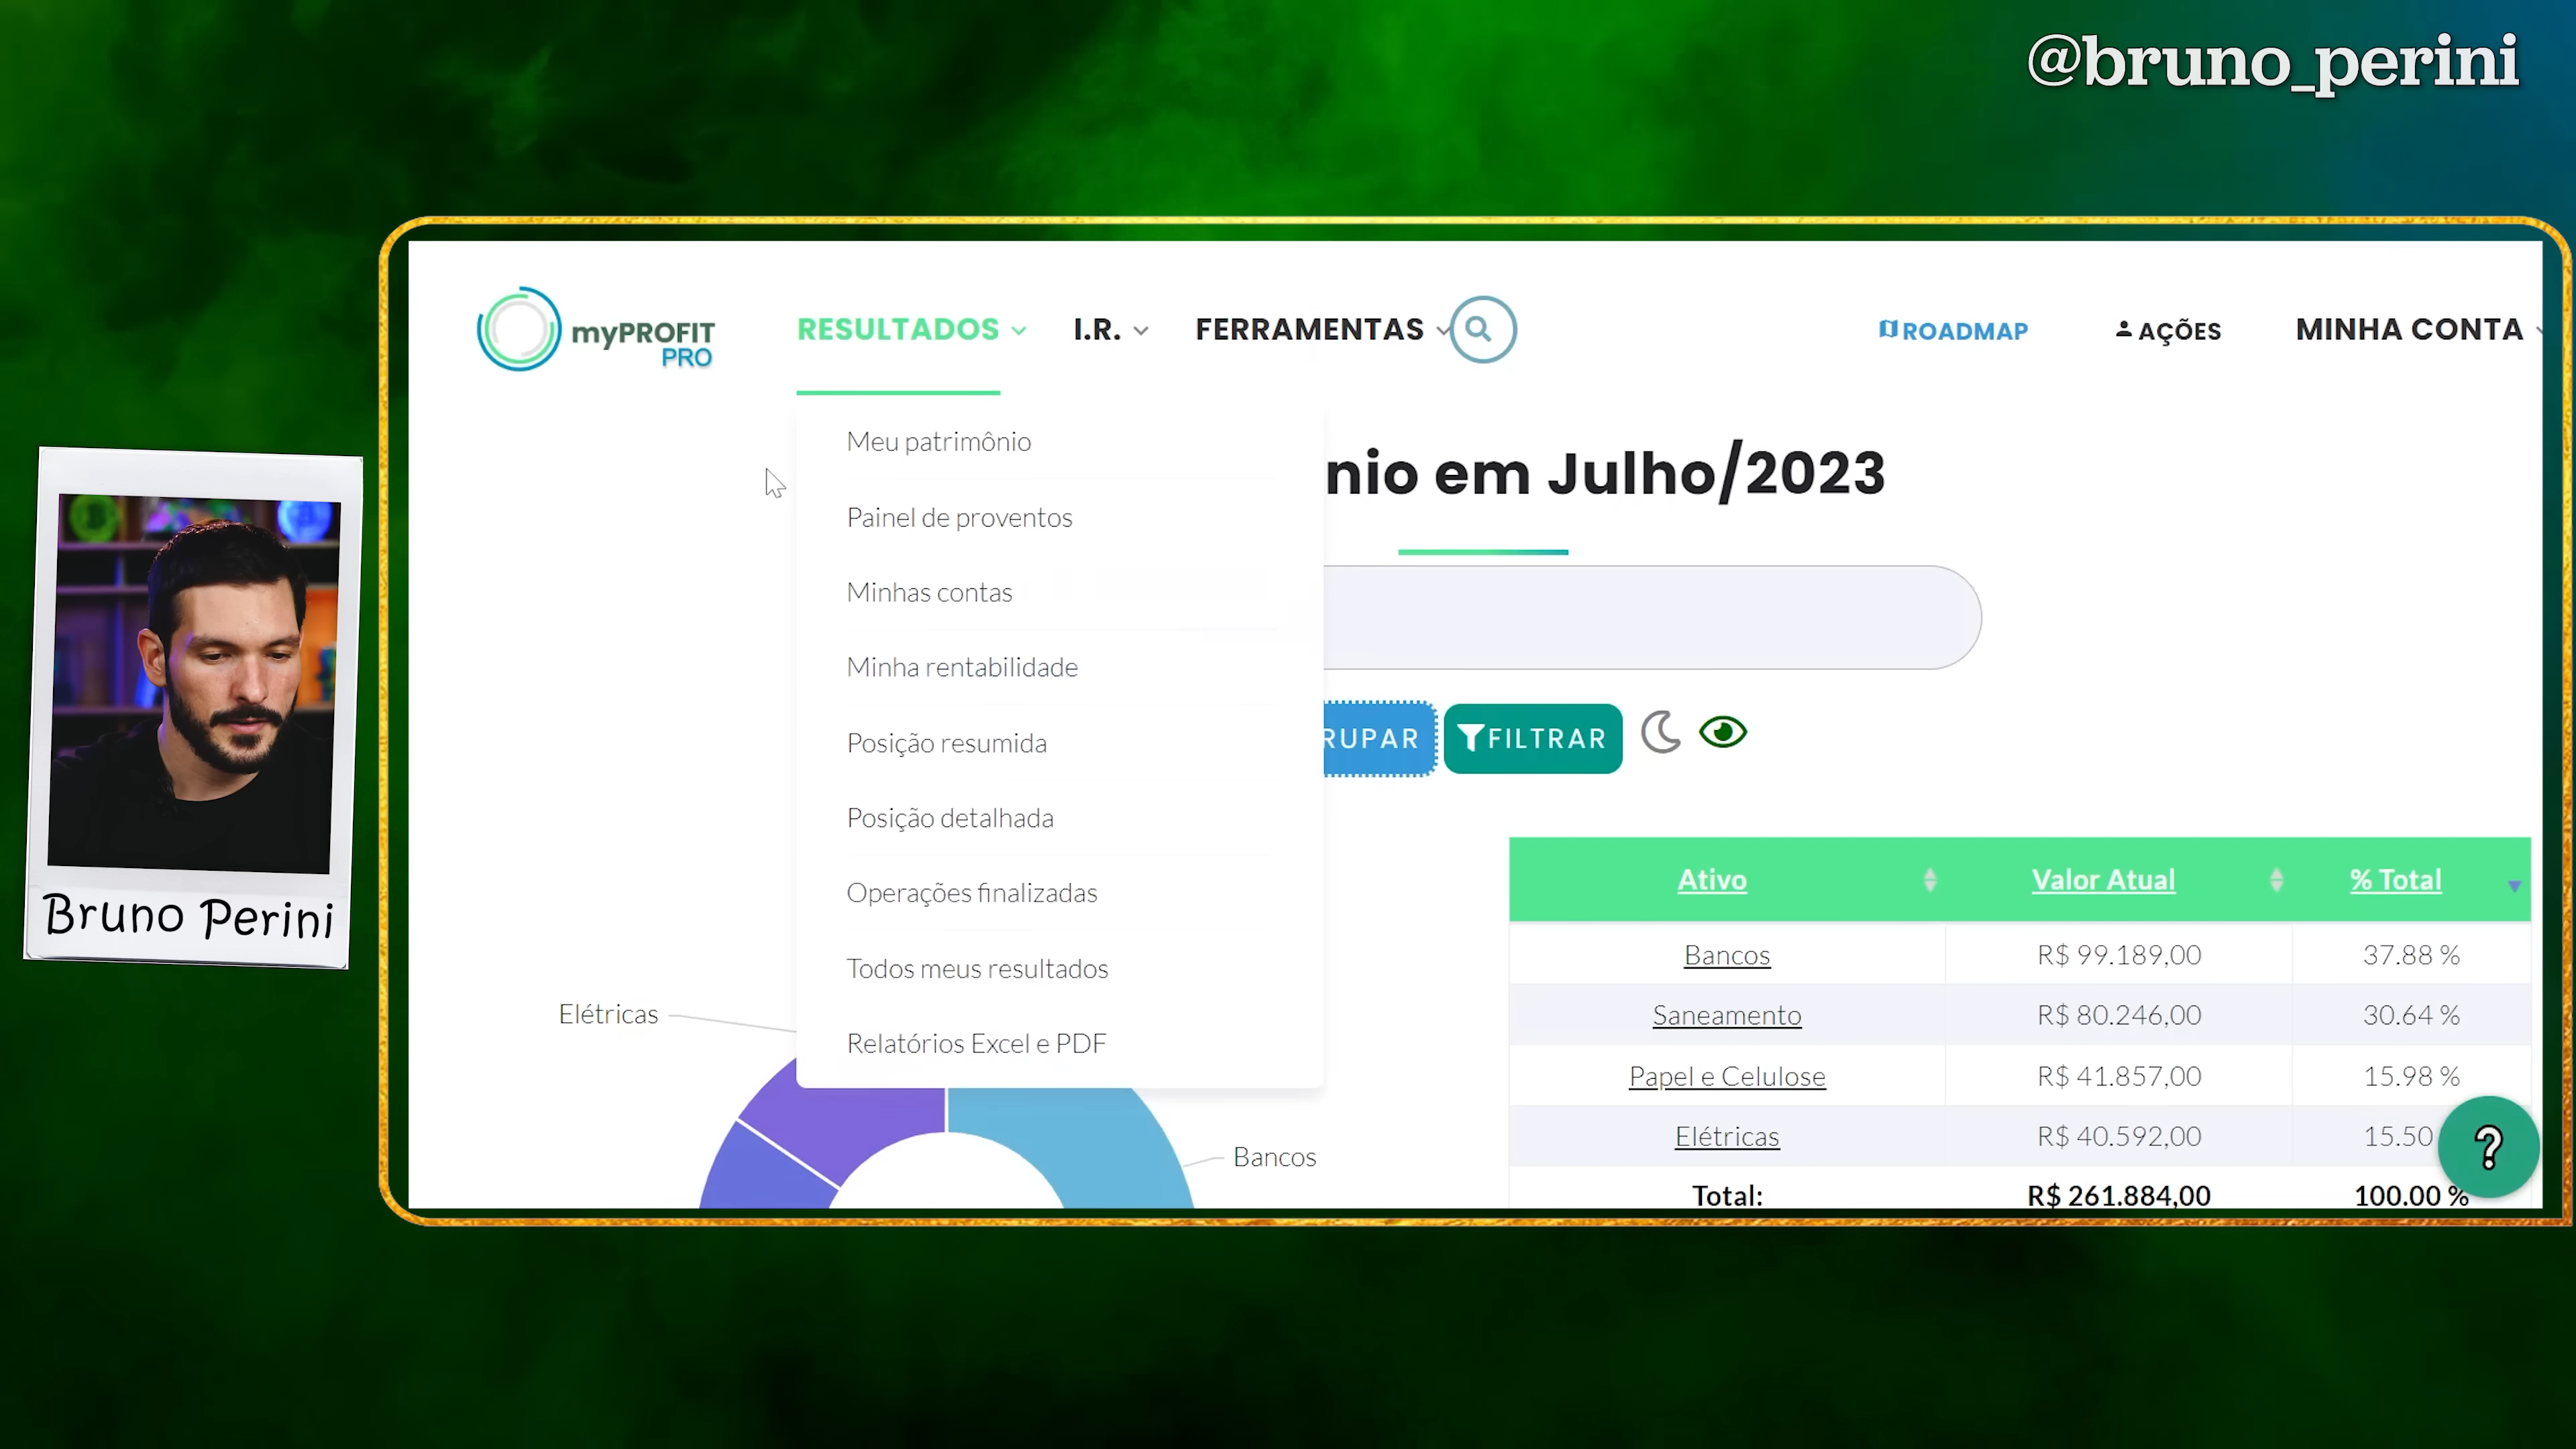 @bruno_perini
myPROFIT
PRO
RESULTADOS
I.R.
FERRAMENTAS
ROADMAP
AÇÕES
MINHA CONTA
Meu patrimônio
Painel de proventos
Minhas contas
Minha rentabilidade
Posição resumida
Posição detalhada
Operações finalizadas
Todos meus resultados
Relatórios Excel e PDF
nio em Julho/2023
RUPAR
FILTRAR
Elétricas
Bancos
Ativo Valor Atual % Total
Bancos R$ 99.189,00 37.88 %
Saneamento R$ 80.246,00 30.64 %
Papel e Celulose R$ 41.857,00 15.98 %
Elétricas R$ 40.592,00 15.50
Total: R$ 261.884,00 100.00 %
?
Bruno Perini